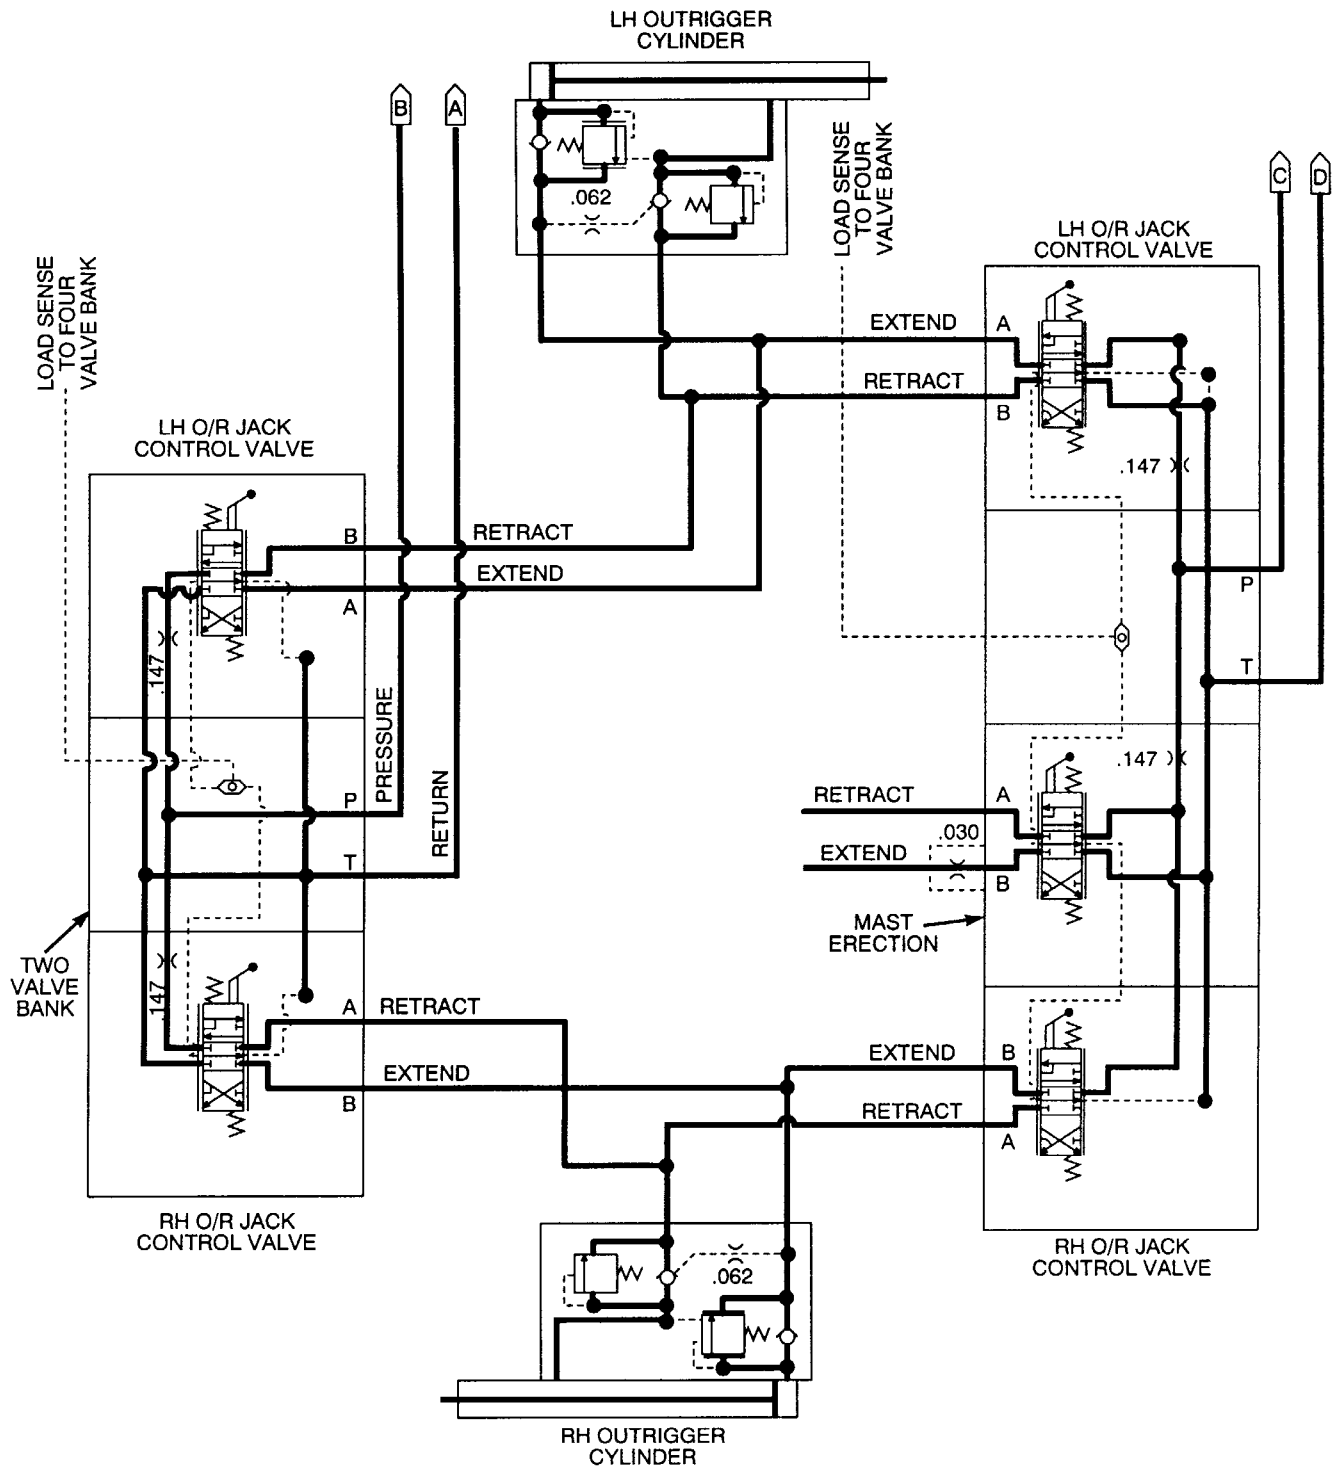 LH OUTRIGGER
CYLINDER
B
A
.062
LOAD SENSE
TO FOUR
VALVE BANK
C
D
LH O/R JACK
CONTROL VALVE
EXTEND
A
RETRACT
B
.147
P
T
LOAD SENSE
TO FOUR
VALVE BANK
LH O/R JACK
CONTROL VALVE
B
RETRACT
EXTEND
A
.147
PRESSURE
RETURN
P
T
TWO
VALVE
BANK
.147
A
RETRACT
EXTEND
B
RH O/R JACK
CONTROL VALVE
.147
RETRACT
A
.030
EXTEND
B
MAST
ERECTION
EXTEND
B
RETRACT
A
RH O/R JACK
CONTROL VALVE
.062
RH OUTRIGGER
CYLINDER